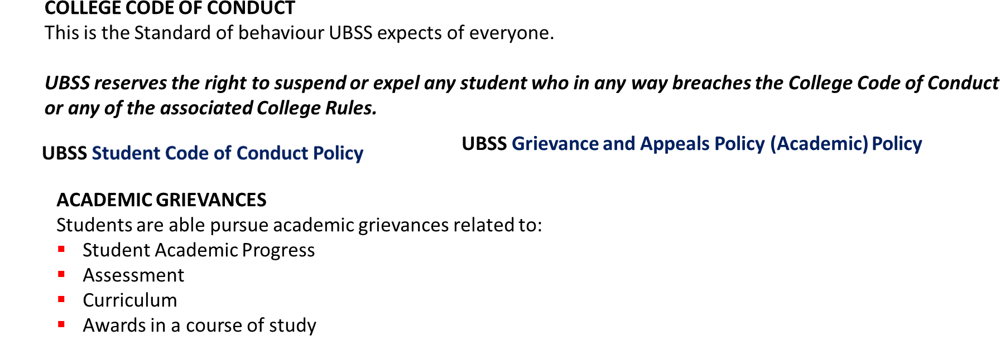 COLLEGE CODE OF CONDUCT
This is the Standard of behaviour UBSS expects of everyone.
UBSS reserves the right to suspend or expel any student who in any way breaches the College Code of Conduct
or any of the associated College Rules.
UBSS Student Code of Conduct Policy
UBSS Grievance and Appeals Policy (Academic) Policy
ACADEMIC GRIEVANCES
Students are able pursue academic grievances related to:
▪ Student Academic Progress
▪ Assessment
▪ Curriculum
▪ Awards in a course of study